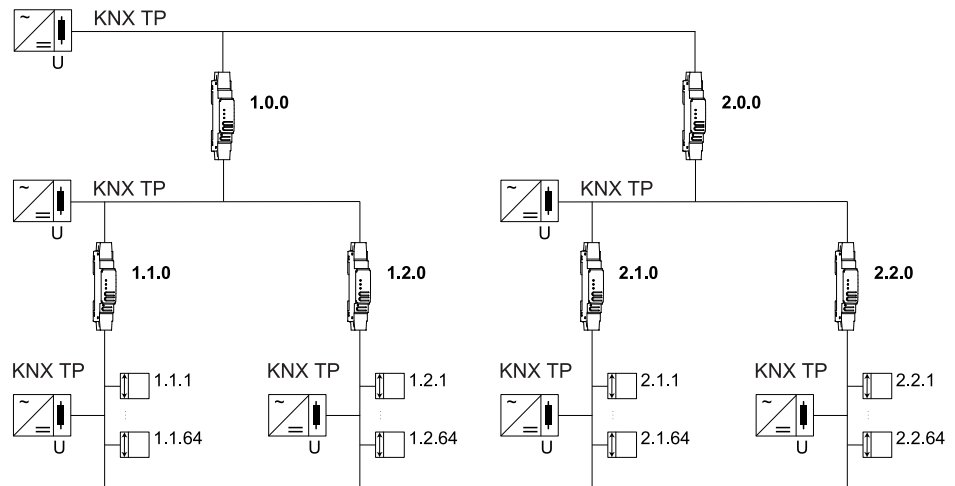 KNX TP
U
1.0.0
2.0.0
KNX TP
U
KNX TP
U
1.1.0
1.2.0
2.1.0
2.2.0
KNX TP
U
1.1.1
1.1.64
KNX TP
U
1.2.1
1.2.64
KNX TP
U
2.1.1
2.1.64
KNX TP
U
2.2.1
2.2.64